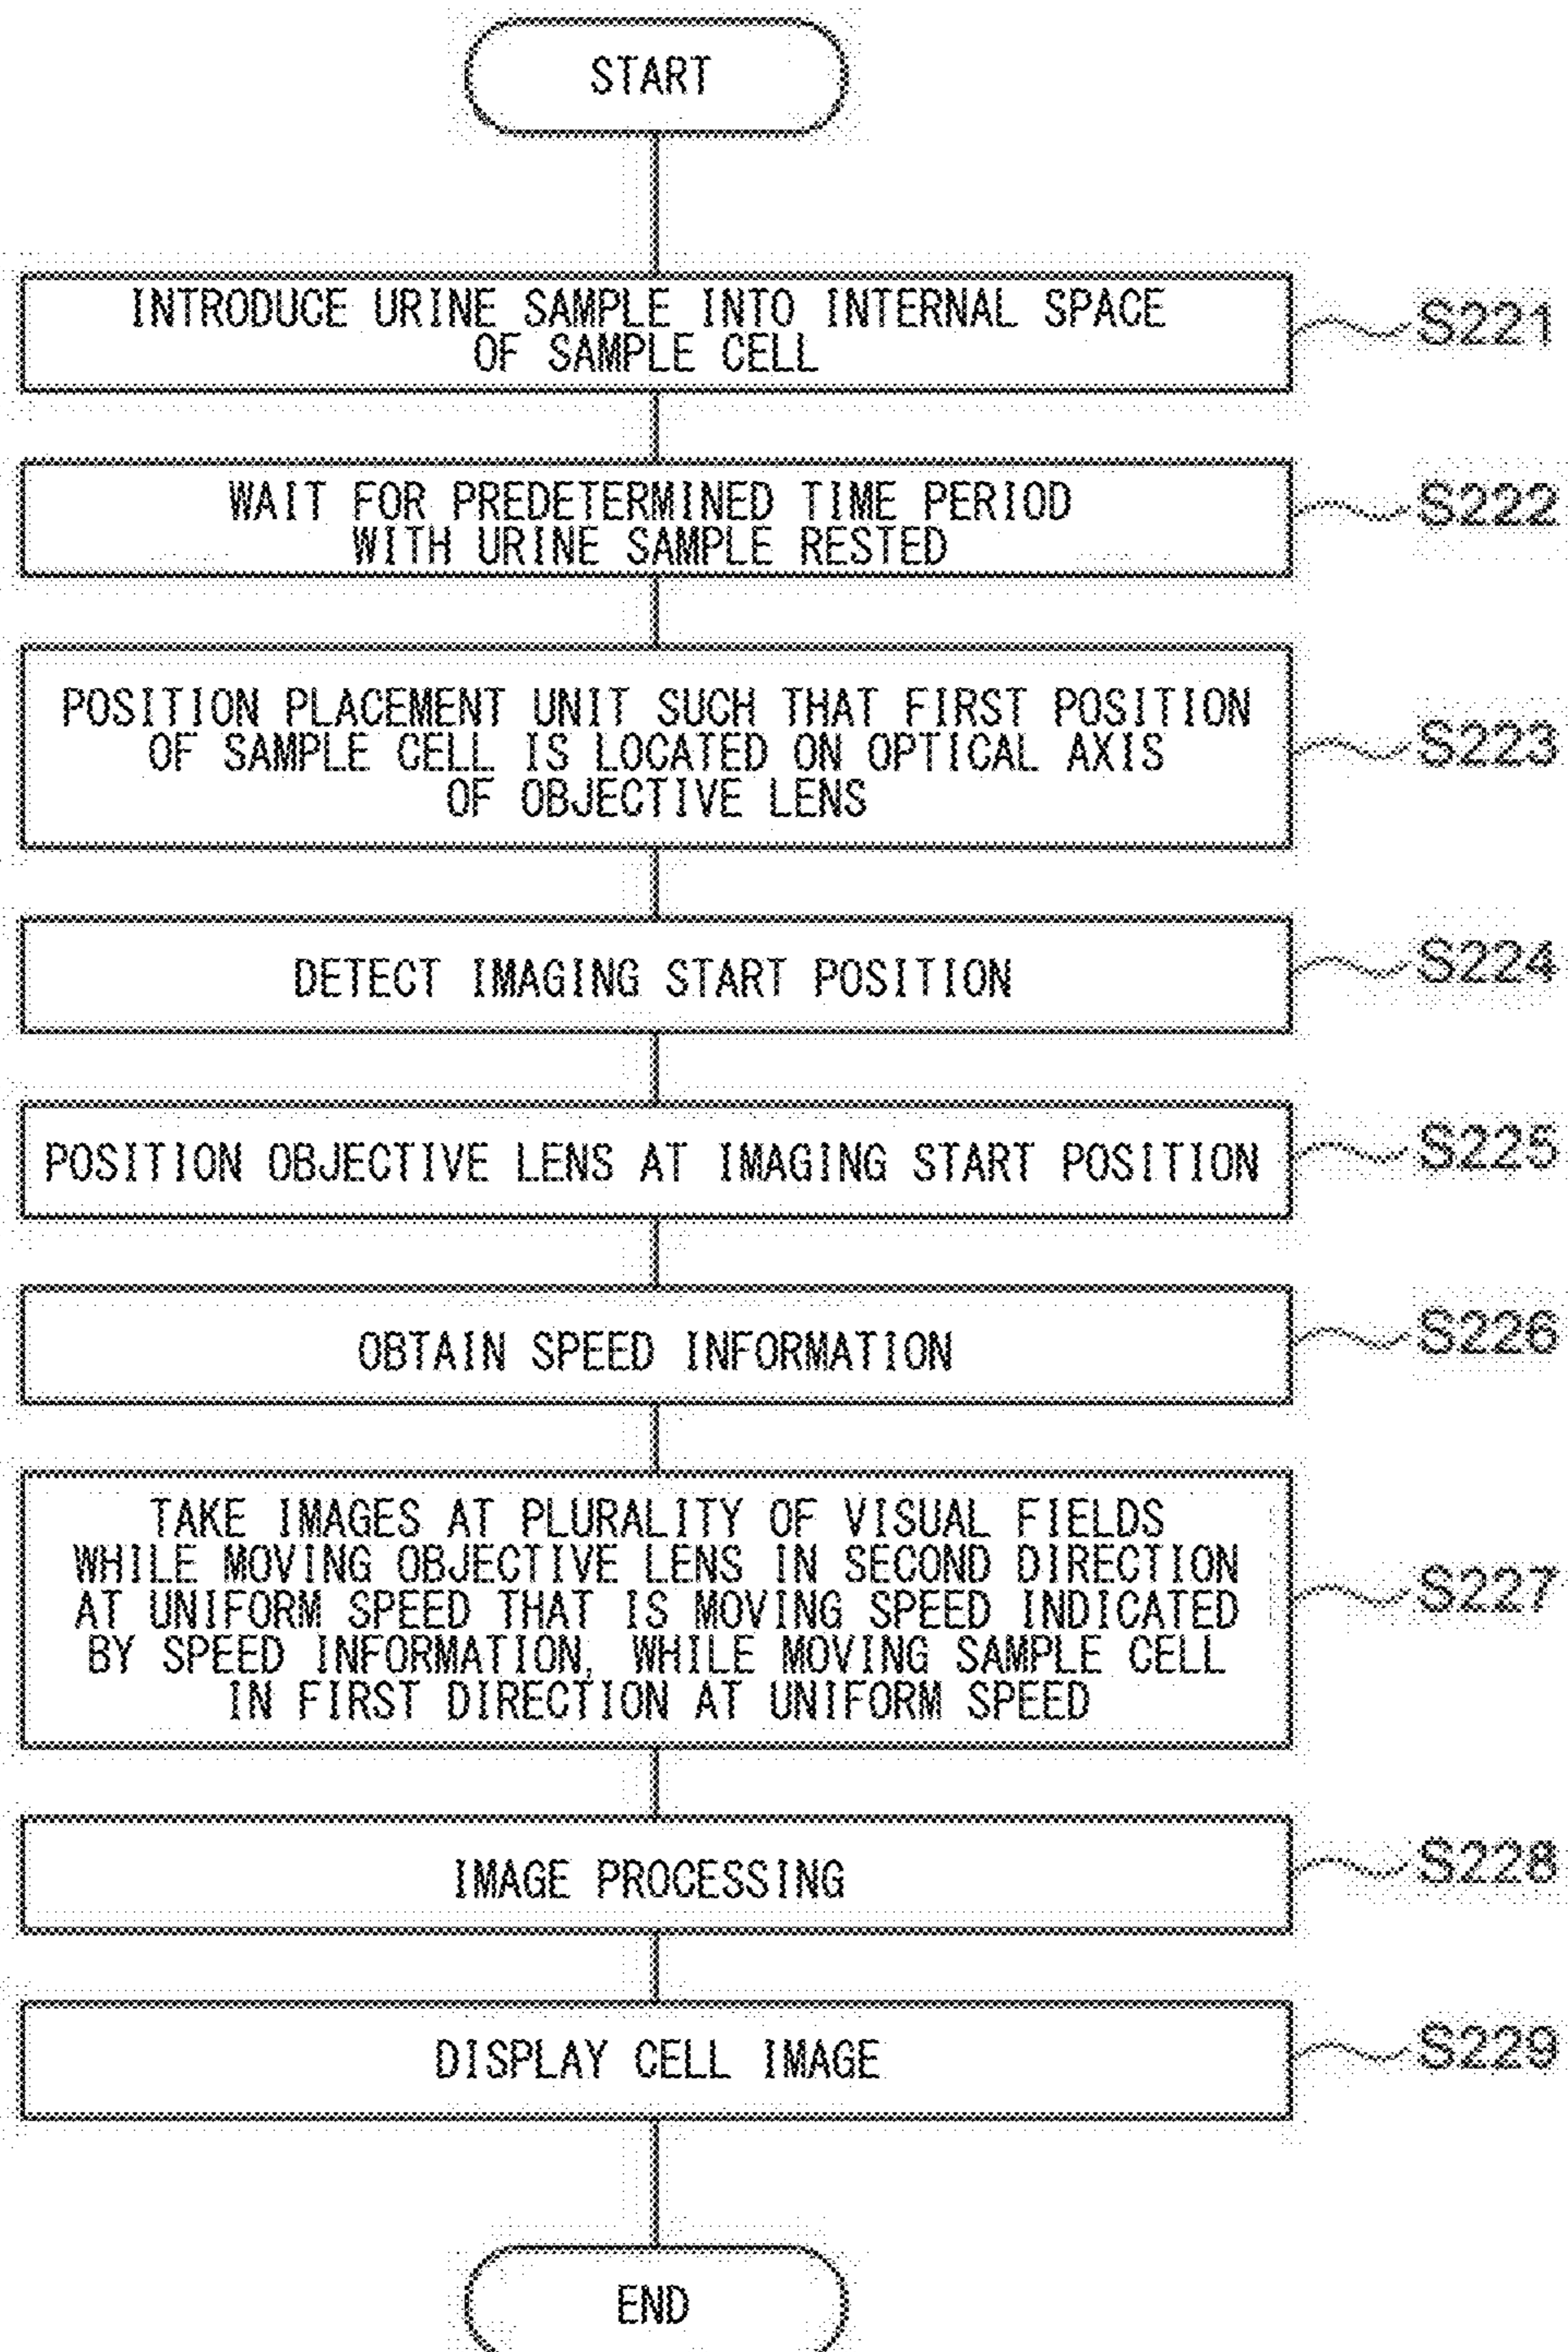 START
INTRODUCE URINE SAMPLE INTO INTERNAL SPACE
OF SAMPLE CELL
S221
WAIT FOR PREDETERMINED TIME PERIOD
WITH URINE SAMPLE RESTED
S222
POSITION PLACEMENT UNIT SUCH THAT FIRST POSITION
OF SAMPLE CELL IS LOCATED ON OPTICAL AXIS
OF OBJECTIVE LENS
S223
DETECT IMAGING START POSITION
S224
POSITION OBJECTIVE LENS AT IMAGING START POSITION
S225
OBTAIN SPEED INFORMATION
S226
TAKE IMAGES AT PLURALITY OF VISUAL FIELDS
WHILE MOVING OBJECTIVE LENS IN SECOND DIRECTION
AT UNIFORM SPEED THAT IS MOVING SPEED INDICATED
BY SPEED INFORMATION, WHILE MOVING SAMPLE CELL
IN FIRST DIRECTION AT UNIFORM SPEED
S227
IMAGE PROCESSING
S228
DISPLAY CELL IMAGE
S229
END